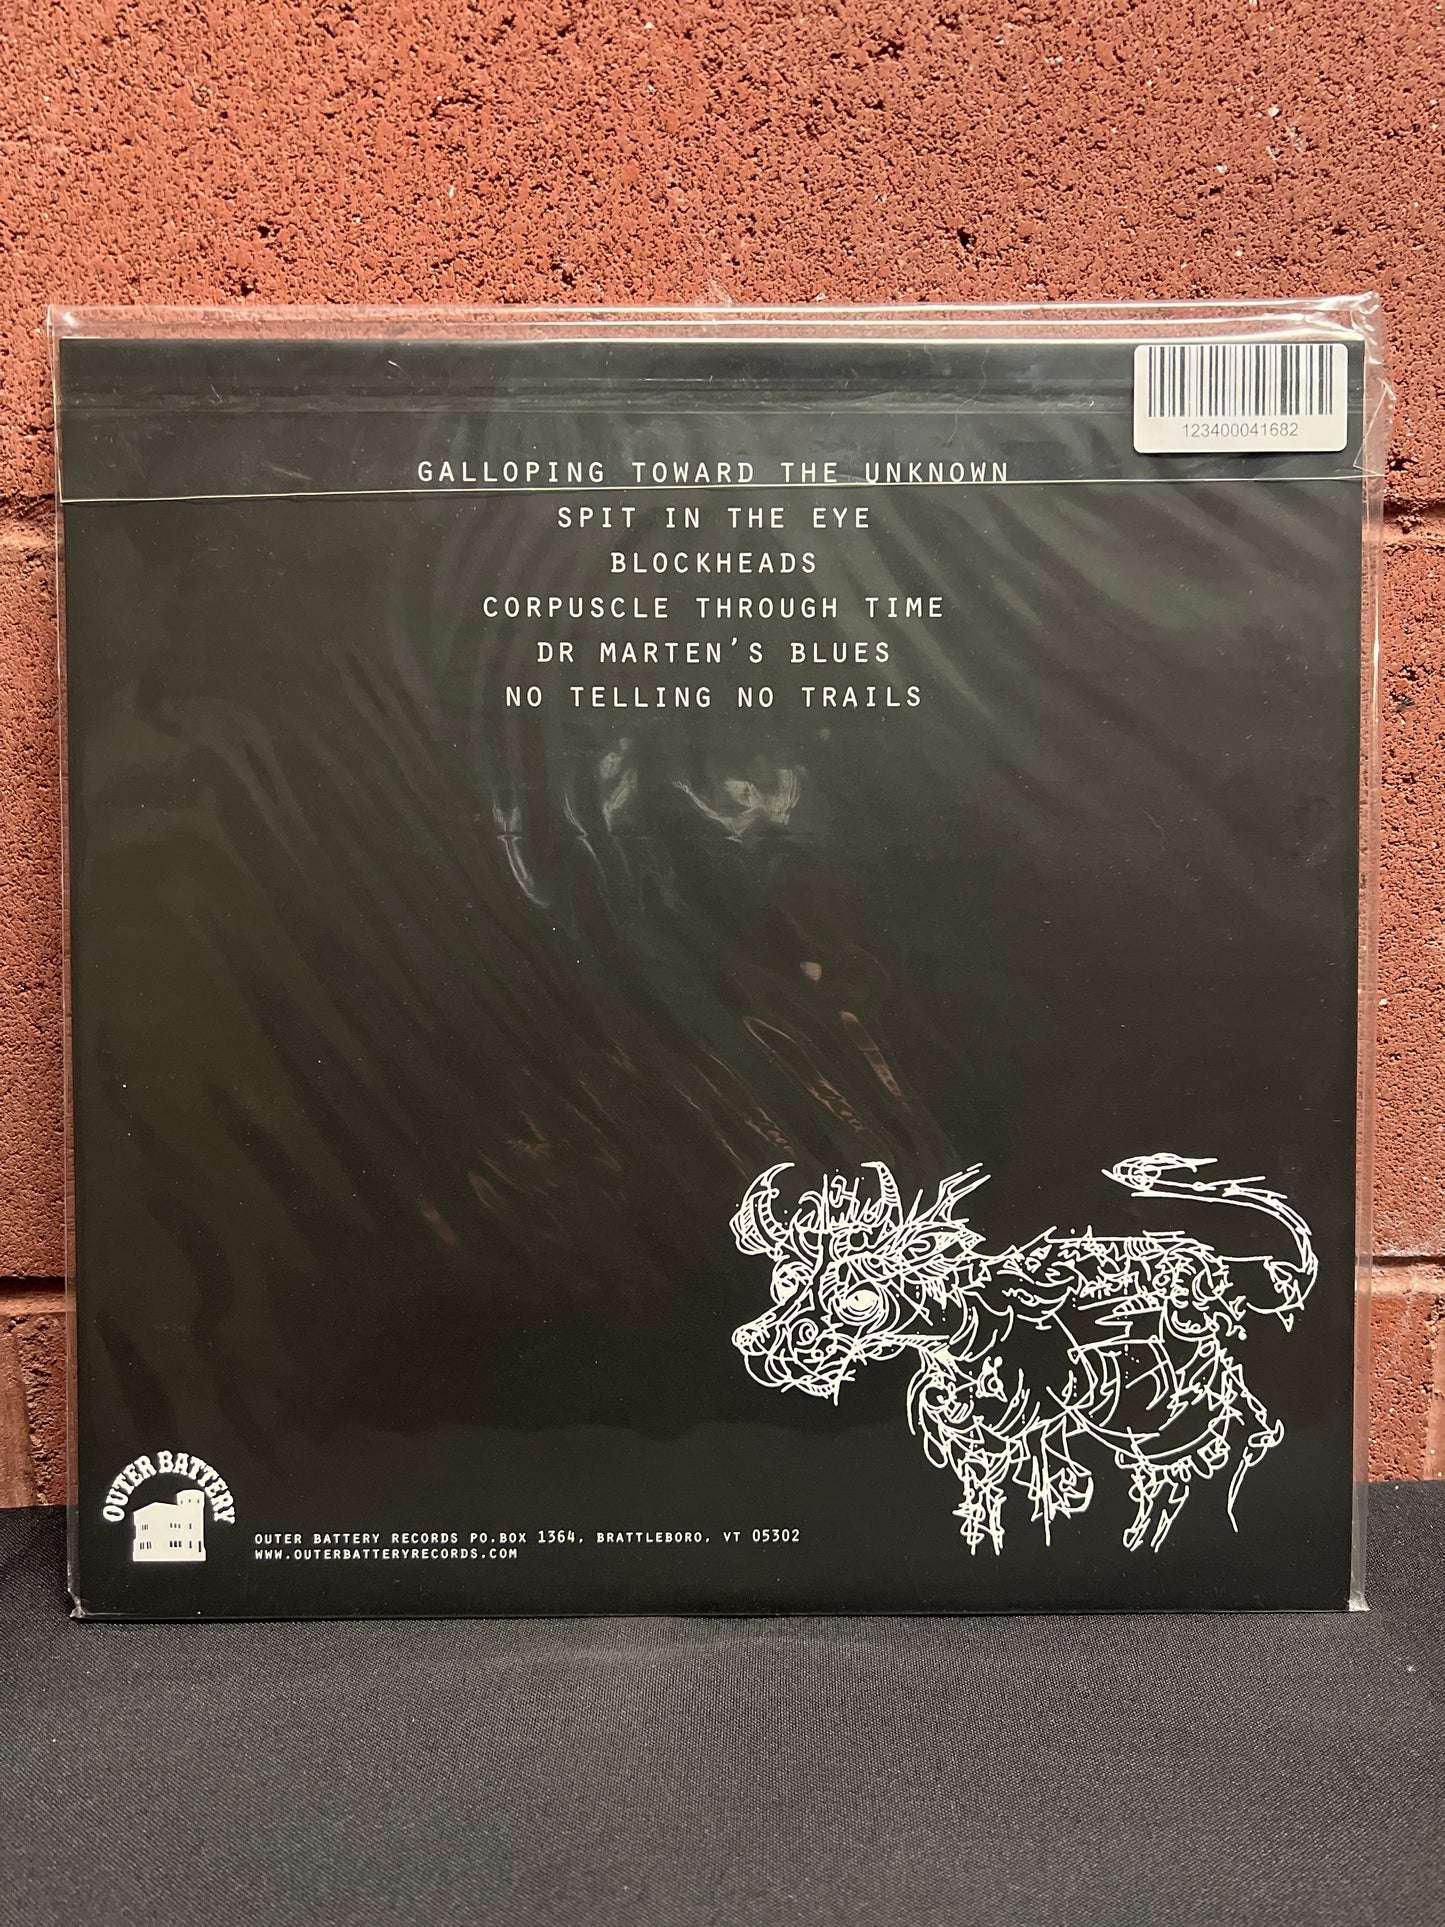 123400041682
GALLOPING TOWARD THE UNKNOWN
SPIT IN THE EYE
BLOCKHEADS
CORPUSCLE THROUGH TIME
DR MARTEN'S BLUES
NO TELLING NO TRAILS
OUTER BATTERY
OUTER BATTERY RECORDS PO.BOX 1364, BRATTLEBORO, VT 05302
WWW.OUTERBATTERYRECORDS.COM